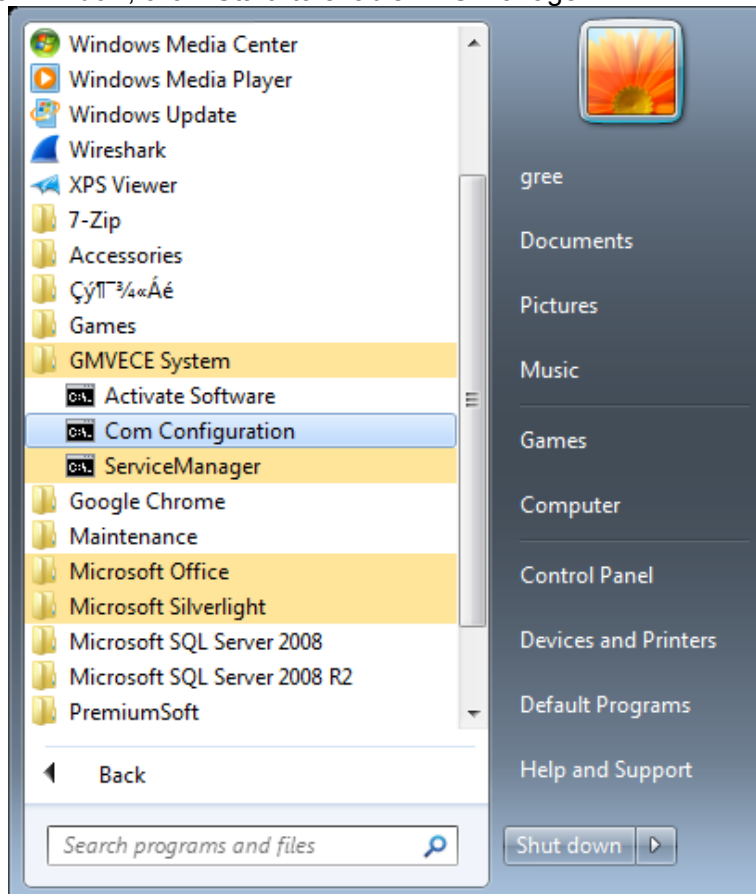 Windows Media Center
Windows Media Player
Windows Update
Wireshark
XPS Viewer
7-Zip
Accessories
Çý¶¯¾«Áé
Games
GMVECE System
Activate Software
Com Configuration
ServiceManager
Google Chrome
Maintenance
Microsoft Office
Microsoft Silverlight
Microsoft SQL Server 2008
Microsoft SQL Server 2008 R2
PremiumSoft
Back
Search programs and files
gree
Documents
Pictures
Music
Games
Computer
Control Panel
Devices and Printers
Default Programs
Help and Support
Shut down